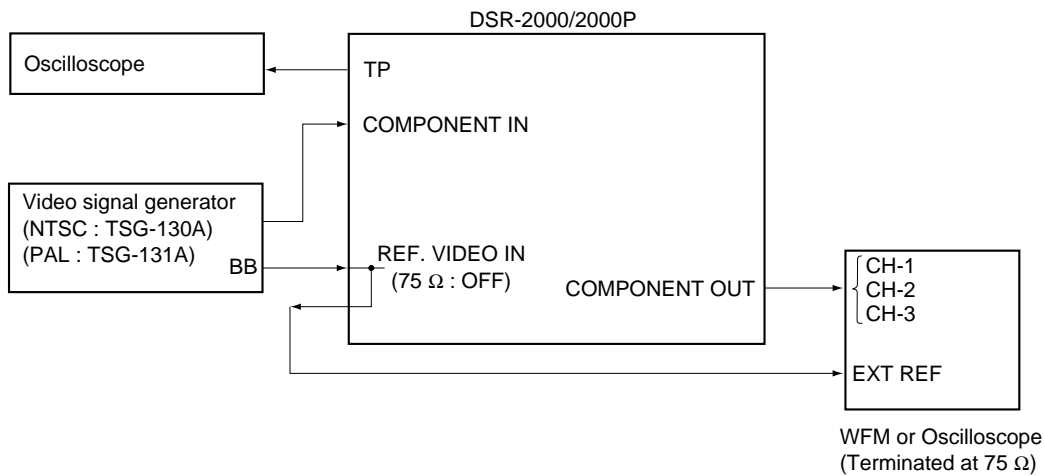 DSR-2000/2000P
Oscilloscope
TP
COMPONENT IN
Video signal generator
(NTSC : TSG-130A)
(PAL : TSG-131A)
BB
REF. VIDEO IN
(75 Ω : OFF)
COMPONENT OUT
CH-1
CH-2
CH-3
EXT REF
WFM or Oscilloscope
(Terminated at 75 Ω)